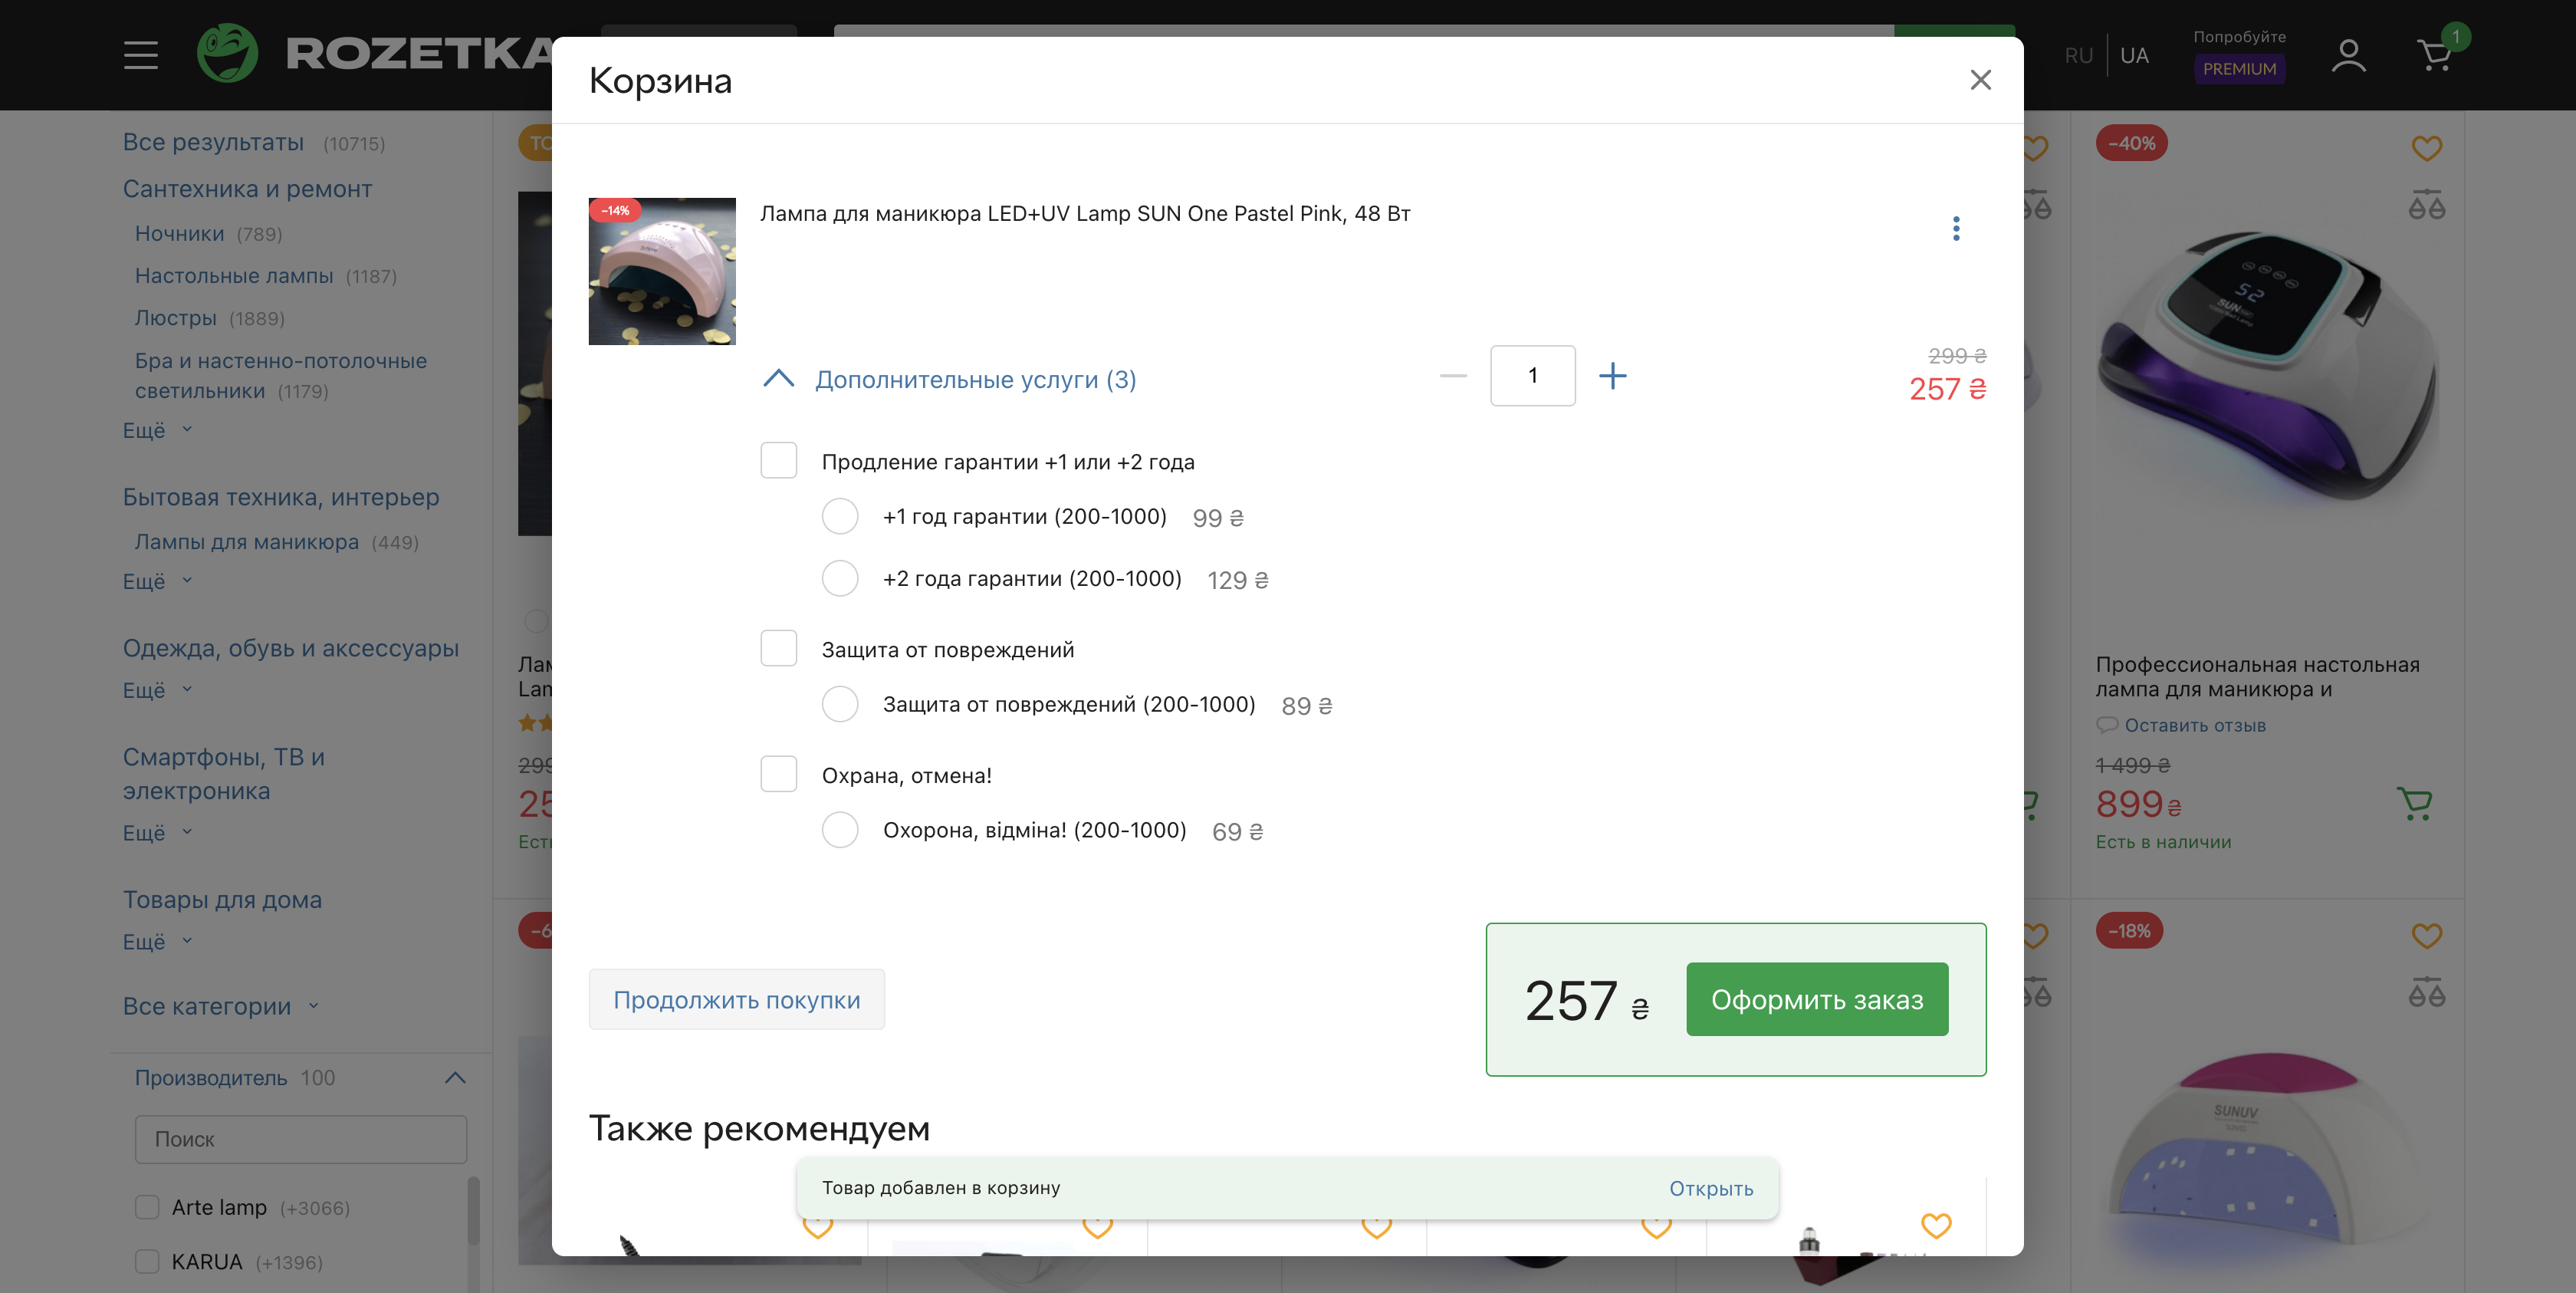 ROZETKA
RU
UA
Попробуйте
PREMIUM
1
Все результаты (10715)
Сантехника и ремонт
Ночники (789)
Настольные лампы (1187)
Люстры (1889)
Бра и настенно-потолочные
светильники (1179)
Ещё
Бытовая техника, интерьер
Лампы для маникюра (449)
Ещё
Одежда, обувь и аксессуары
Ещё
Смартфоны, ТВ и
электроника
Ещё
Товары для дома
Ещё
Все категории
Производитель 100
Поиск
Arte lamp (+3066)
KARUA (+1396)
Корзина
-14%
Лампа для маникюра LED+UV Lamp SUN One Pastel Pink, 48 Вт
Дополнительные услуги (3)
1
299 ₴
257 ₴
Продление гарантии +1 или +2 года
+1 год гарантии (200-1000) 99 ₴
+2 года гарантии (200-1000) 129 ₴
Защита от повреждений
Защита от повреждений (200-1000) 89 ₴
Охрана, отмена!
Охорона, відміна! (200-1000) 69 ₴
Продолжить покупки
257 ₴
Оформить заказ
Также рекомендуем
Товар добавлен в корзину
Открыть
-40%
52
SUN
Профессиональная настольная
лампа для маникюра и
Оставить отзыв
1 499 ₴
899 ₴
Есть в наличии
-18%
SUNUV